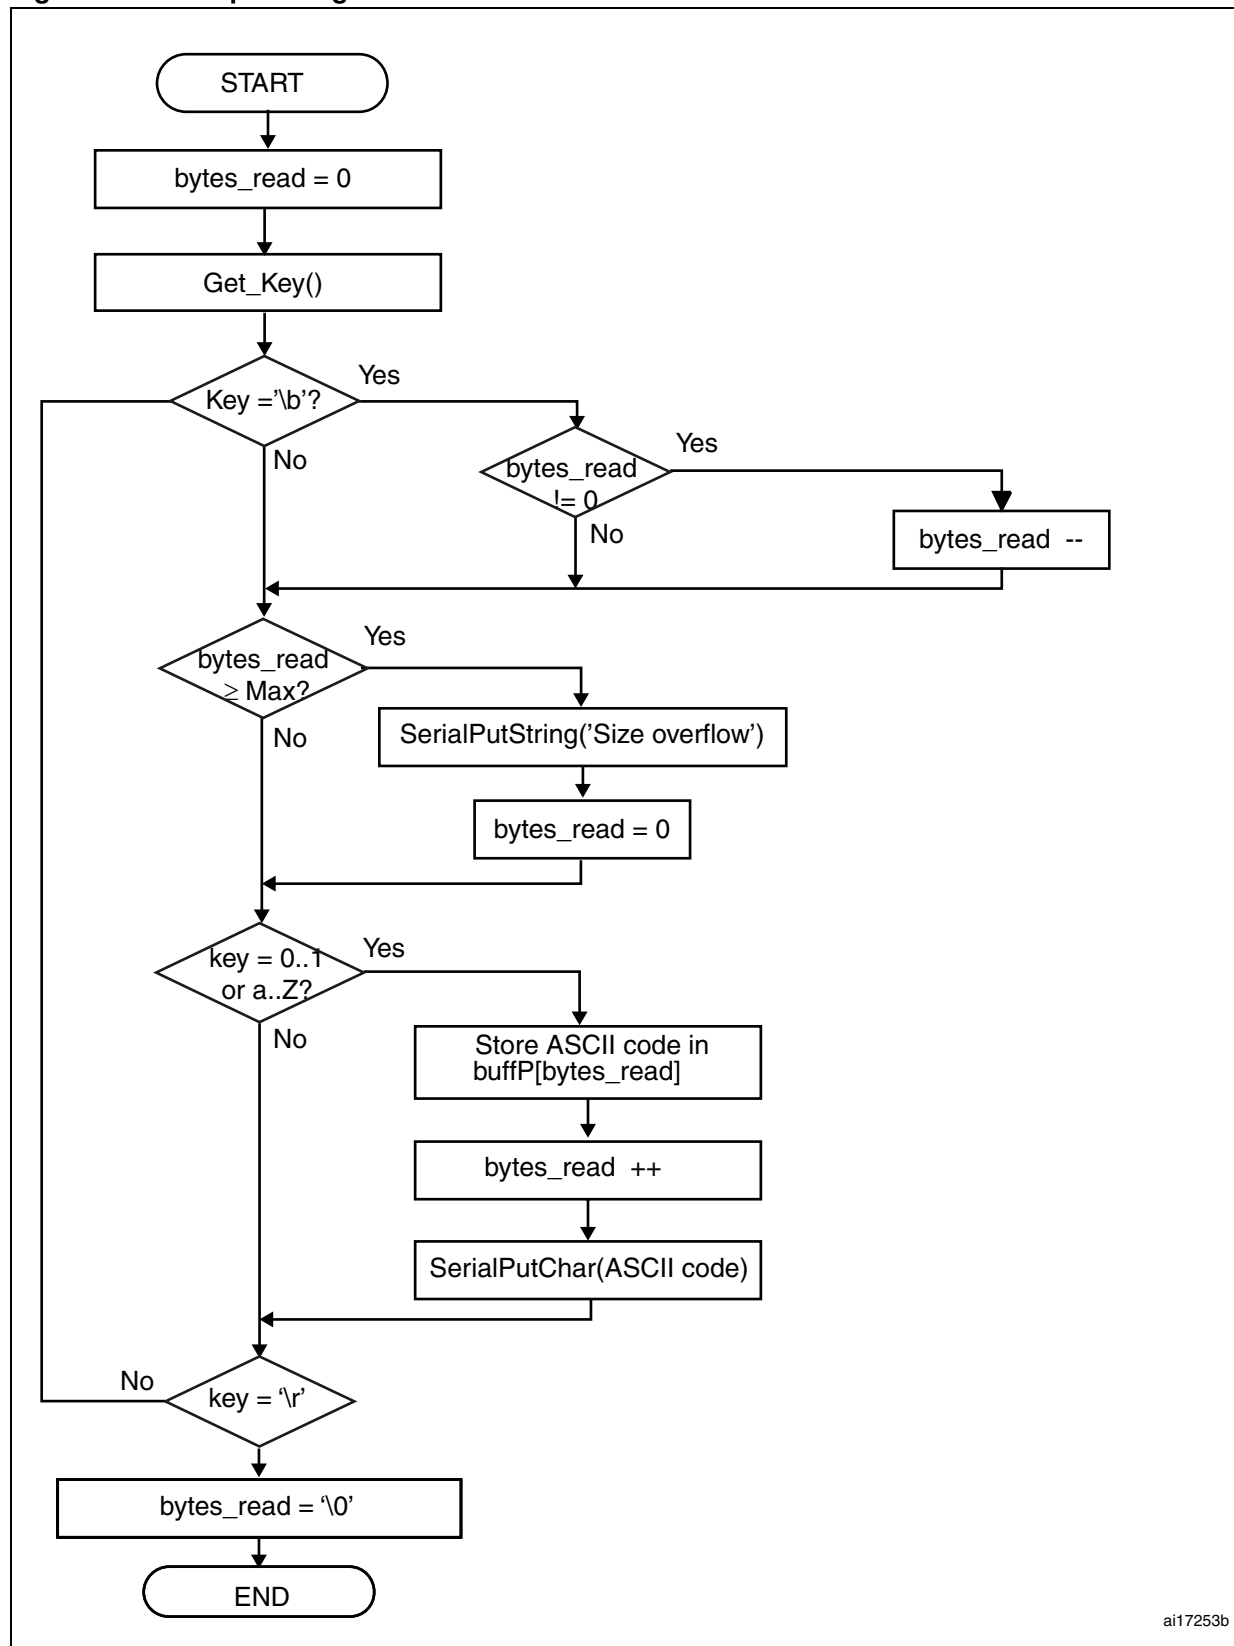 START
bytes_read = 0
Get_Key()
Key ='\b'?
Yes
No
bytes_read
!= 0
Yes
No
bytes_read --
bytes_read
≥ Max?
Yes
No
SerialPutString('Size overflow')
bytes_read = 0
key = 0..1
or a..Z?
Yes
No
Store ASCII code in
buffP[bytes_read]
bytes_read ++
SerialPutChar(ASCII code)
No
key = ‘\r’
bytes_read = ‘\0’
END
ai17253b